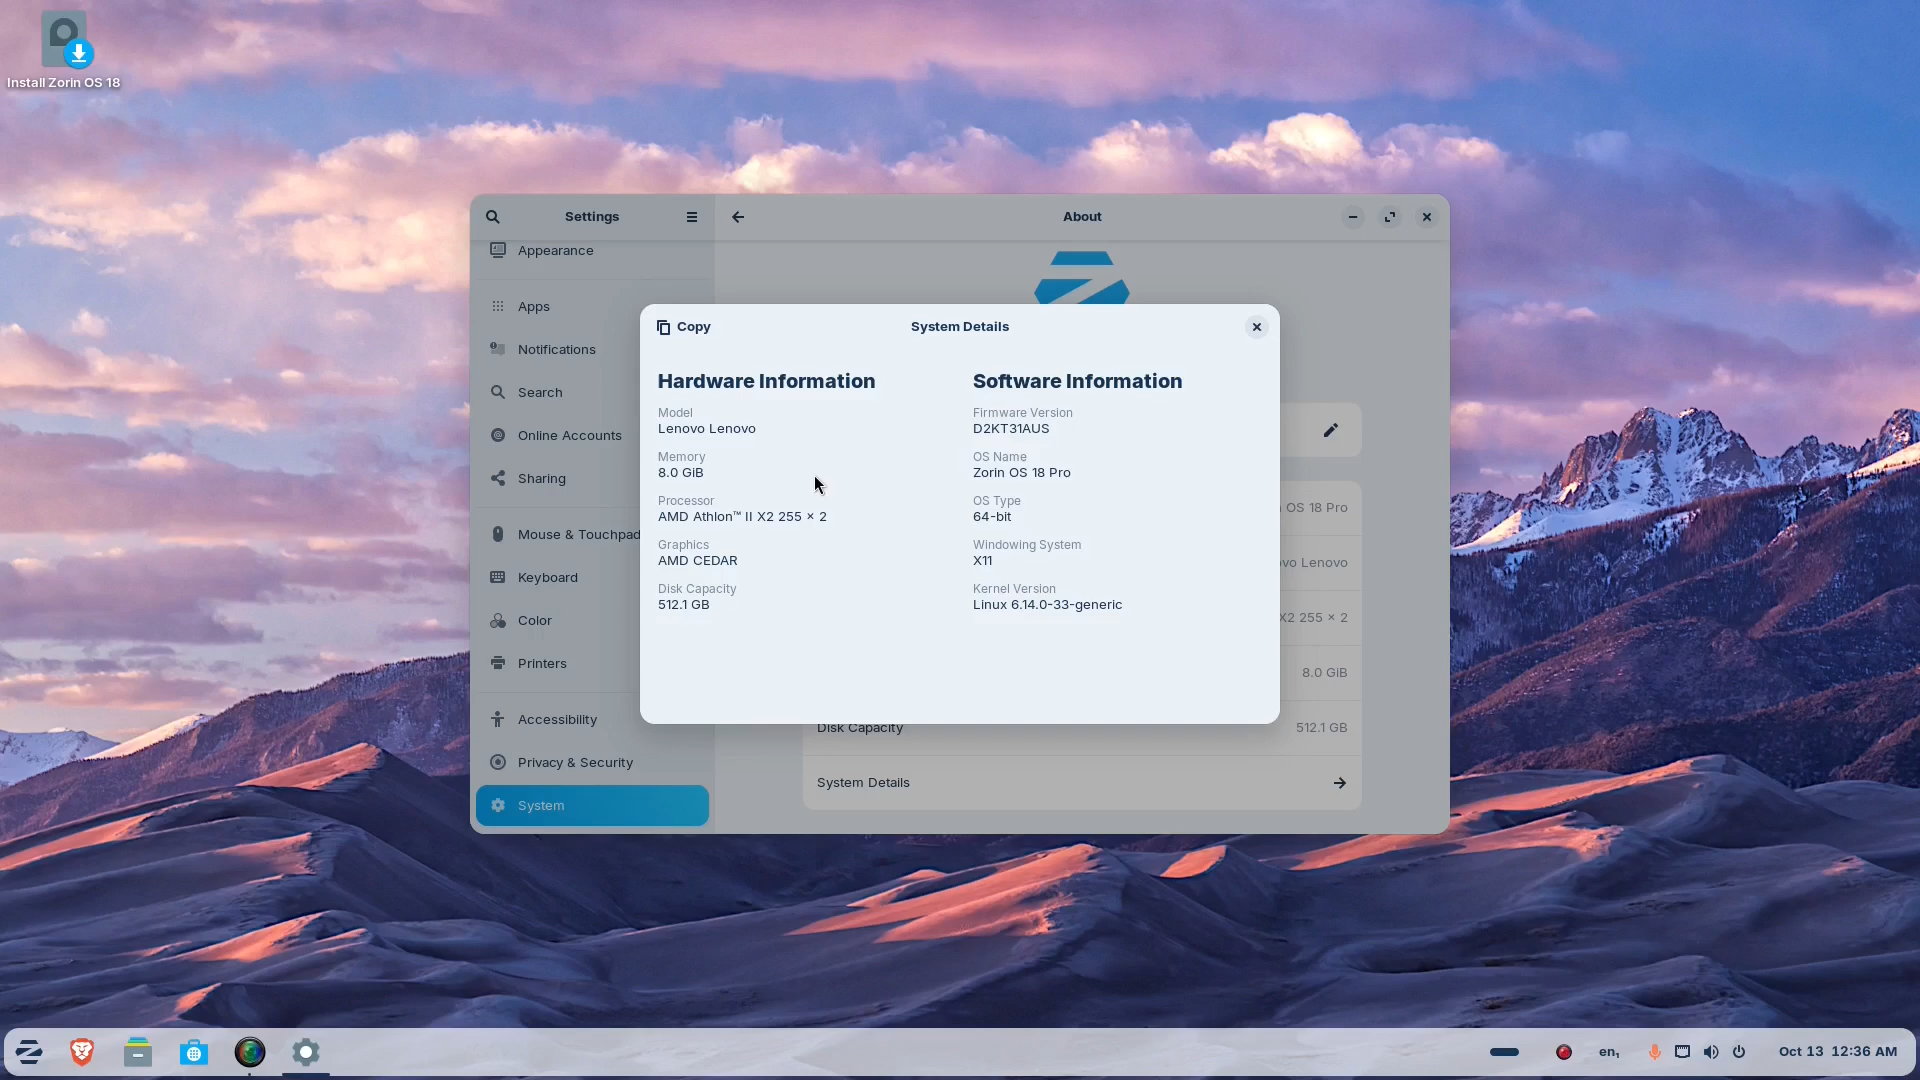 Install Zorin OS 18
Settings
About
Appearance
Apps
Notifications
Search
Online Accounts
Sharing
Mouse & Touchpad
Keyboard
Color
Printers
Accessibility
Privacy & Security
System
Copy
System Details
Hardware Information
Model
Lenovo Lenovo
Memory
8.0 GiB
Processor
AMD Athlon™ II X2 255 × 2
Graphics
AMD CEDAR
Disk Capacity
512.1 GB
Software Information
Firmware Version
D2KT31AUS
OS Name
Zorin OS 18 Pro
OS Type
64-bit
Windowing System
X11
Kernel Version
Linux 6.14.0-33-generic
OS 18 Pro
Lenovo
X2 255 × 2
8.0 GiB
Disk Capacity 512.1 GB
System Details
en₁
Oct 13 12:36 AM